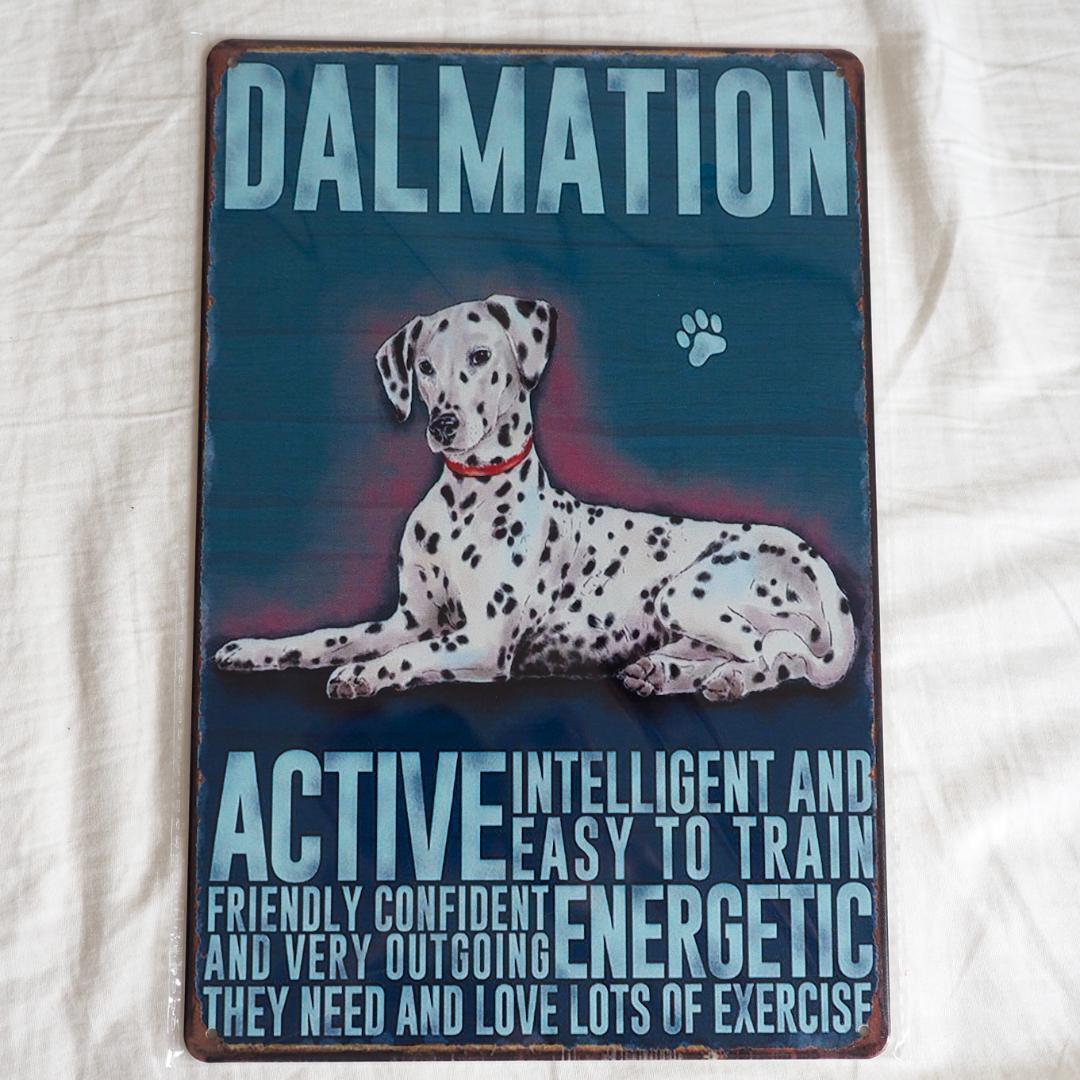 DALMATION
ACTIVE
INTELLIGENT AND
EASY TO TRAIN
FRIENDLY CONFIDENT
AND VERY OUTGOING
ENERGETIC
THEY NEED AND LOVE LOTS OF EXERCISE